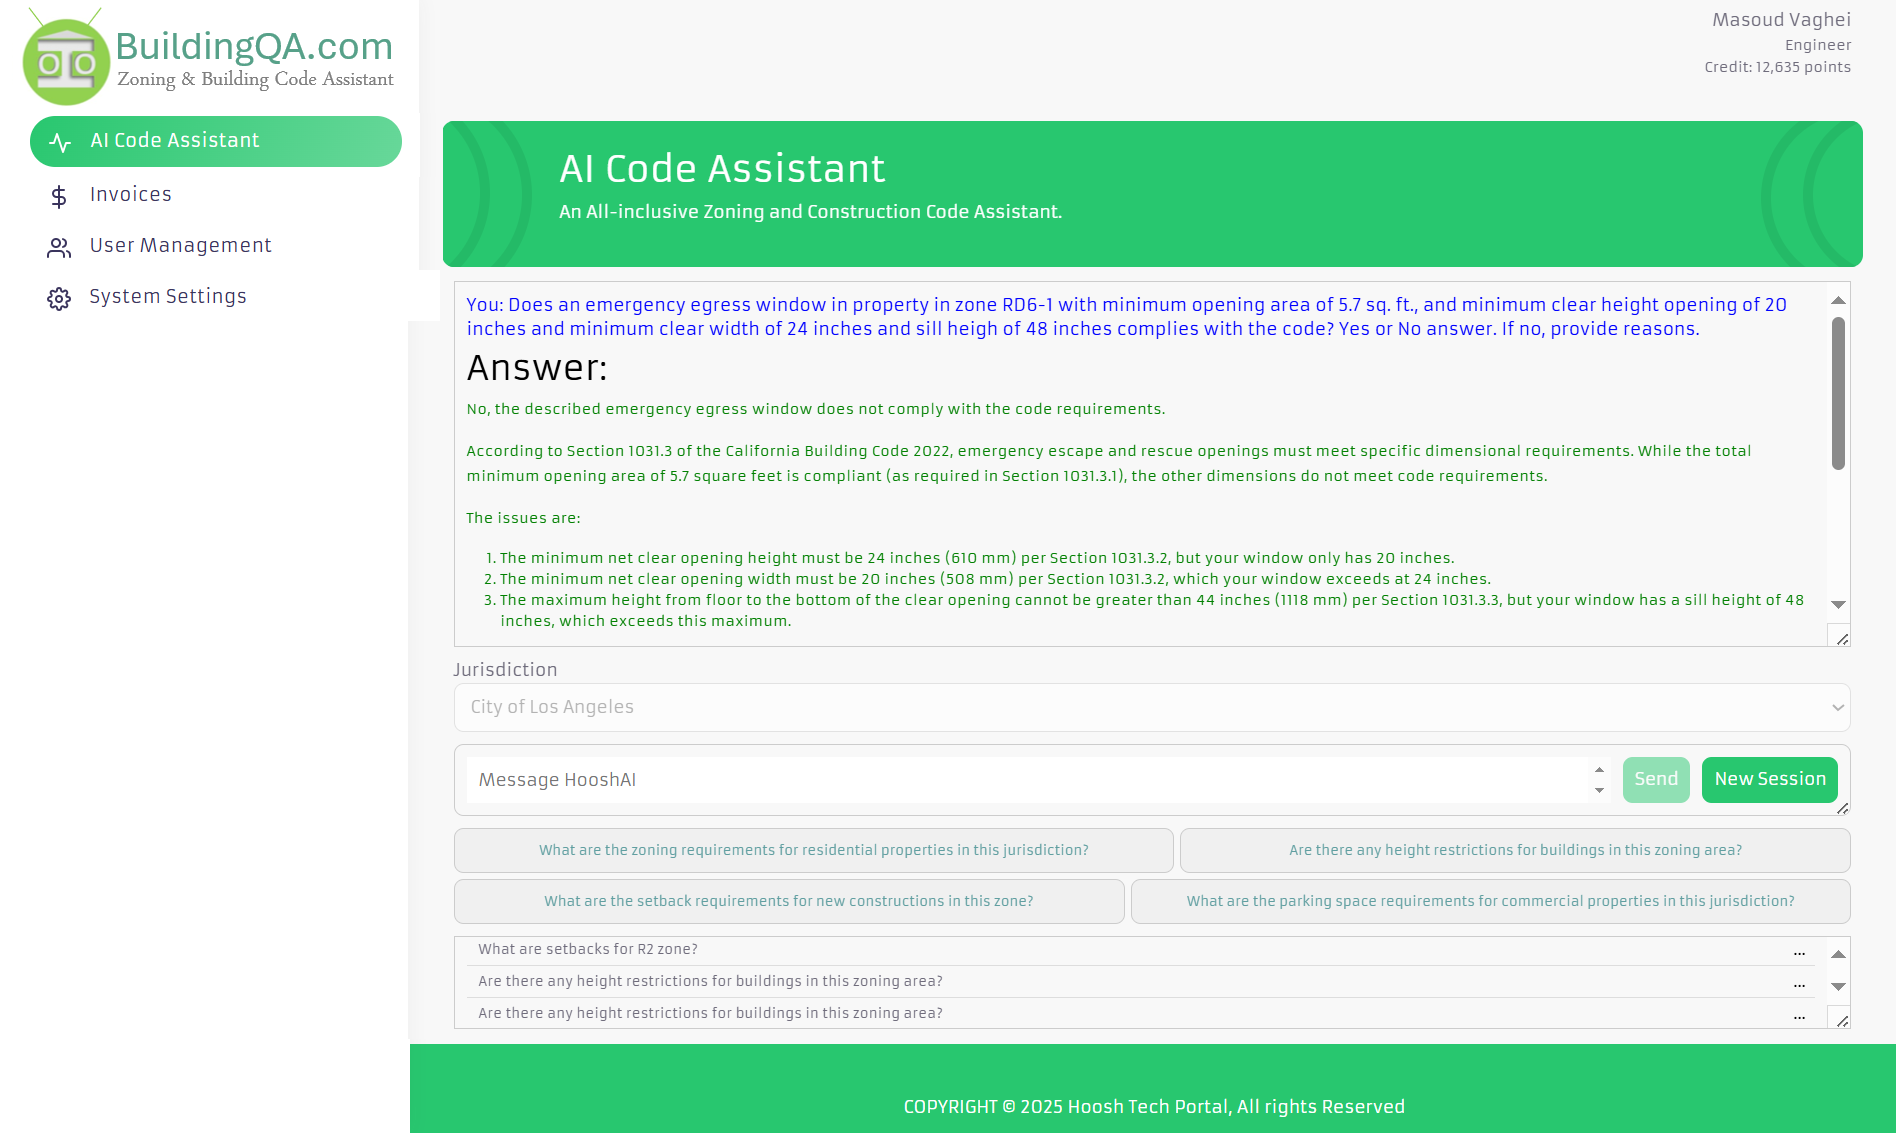 BuildingQA.com
Zoning & Building Code Assistant
AI Code Assistant
Invoices
User Management
System Settings
Masoud Vaghei
Engineer
Credit: 12,635 points
AI Code Assistant
An All-inclusive Zoning and Construction Code Assistant.
You: Does an emergency egress window in property in zone RD6-1 with minimum opening area of 5.7 sq. ft., and minimum clear height opening of 20
inches and minimum clear width of 24 inches and sill heigh of 48 inches complies with the code? Yes or No answer. If no, provide reasons.
Answer:
No, the described emergency egress window does not comply with the code requirements.
According to Section 1031.3 of the California Building Code 2022, emergency escape and rescue openings must meet specific dimensional requirements. While the total
minimum opening area of 5.7 square feet is compliant (as required in Section 1031.3.1), the other dimensions do not meet code requirements.
The issues are:
1. The minimum net clear opening height must be 24 inches (610 mm) per Section 1031.3.2, but your window only has 20 inches.
2. The minimum net clear opening width must be 20 inches (508 mm) per Section 1031.3.2, which your window exceeds at 24 inches.
3. The maximum height from floor to the bottom of the clear opening cannot be greater than 44 inches (1118 mm) per Section 1031.3.3, but your window has a sill height of 48
inches, which exceeds this maximum.
Jurisdiction
City of Los Angeles
Message HooshAI
Send
New Session
What are the zoning requirements for residential properties in this jurisdiction?
Are there any height restrictions for buildings in this zoning area?
What are the setback requirements for new constructions in this zone?
What are the parking space requirements for commercial properties in this jurisdiction?
What are setbacks for R2 zone? ...
Are there any height restrictions for buildings in this zoning area? ...
Are there any height restrictions for buildings in this zoning area? ...
COPYRIGHT © 2025 Hoosh Tech Portal, All rights Reserved